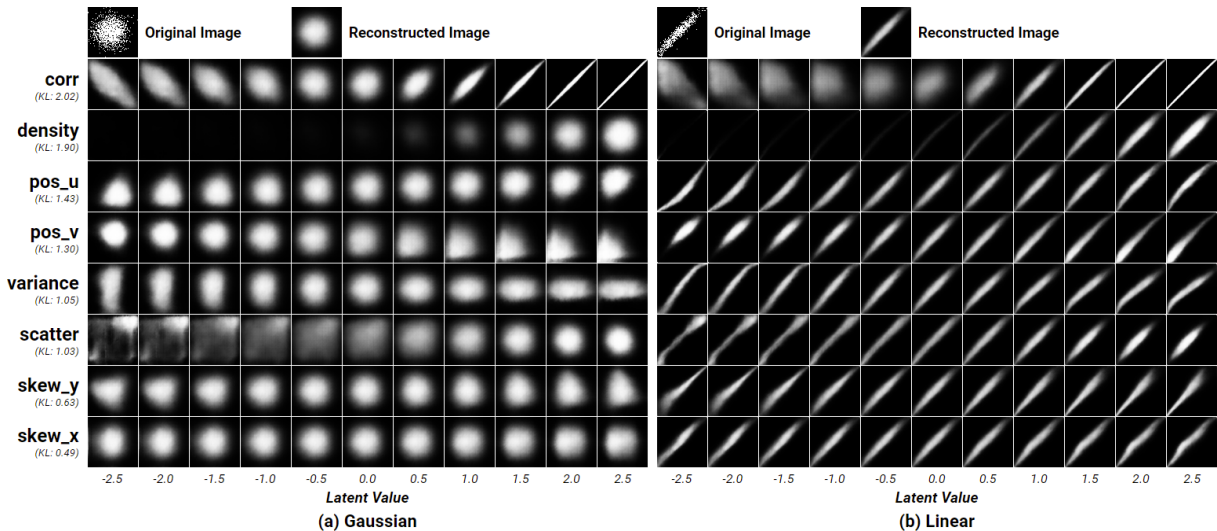 Original Image Reconstructed Image Original Image Reconstructed Image
corr
(KL: 2.02)
density
(KL: 1.90)
pos_u
(KL: 1.43)
pos_v
(KL: 1.30)
variance
(KL: 1.05)
scatter
(KL: 1.03)
skew_y
(KL: 0.63)
skew_x
(KL: 0.49)
-2.5 -2.0 -1.5 -1.0 -0.5 0.0 0.5 1.0 1.5 2.0 2.5 -2.5 -2.0 -1.5 -1.0 -0.5 0.0 0.5 1.0 1.5 2.0 2.5
Latent Value Latent Value
(a) Gaussian (b) Linear